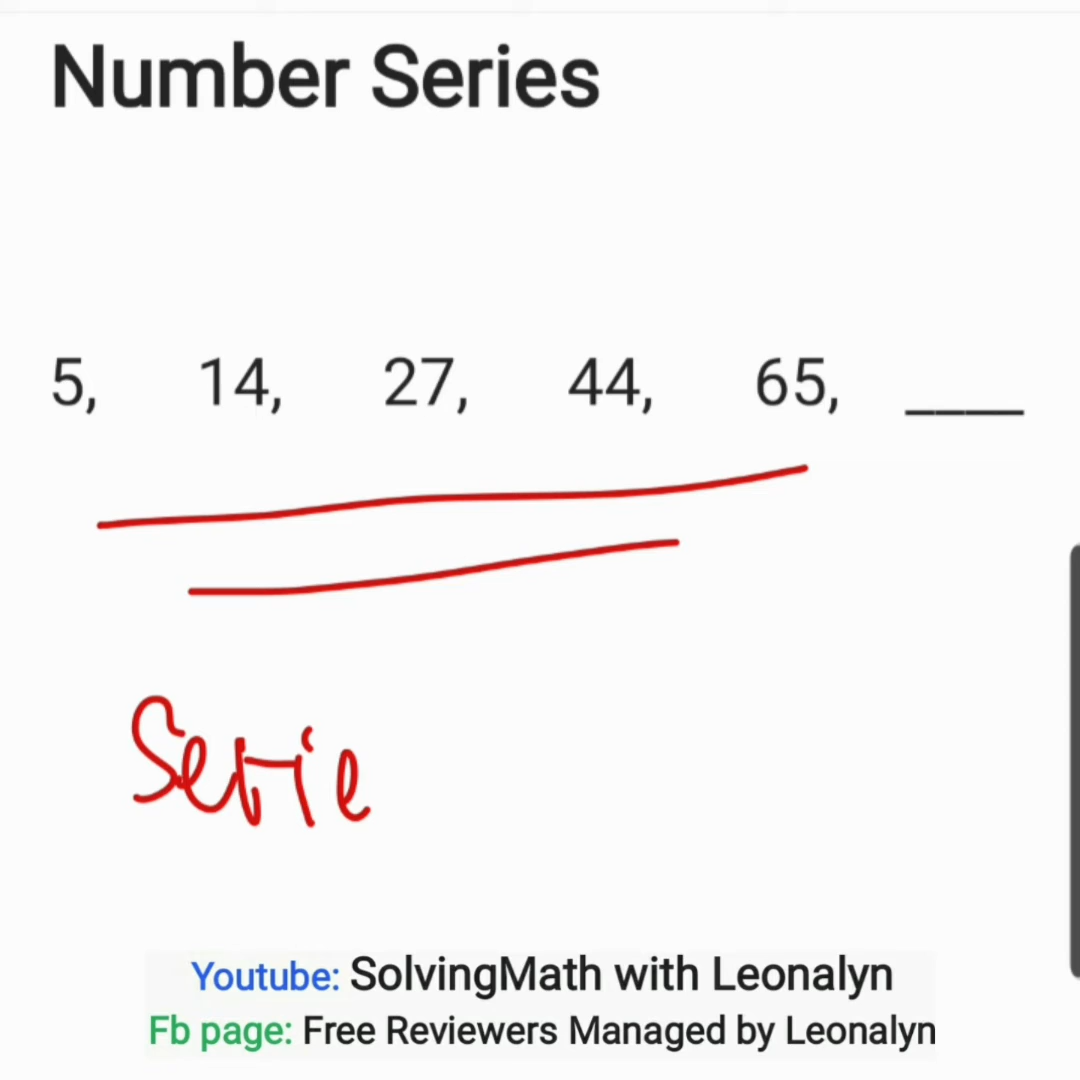 Number Series
5, 14, 27, 44, 65, ____
Serie
Youtube: SolvingMath with Leonalyn
Fb page: Free Reviewers Managed by Leonalyn